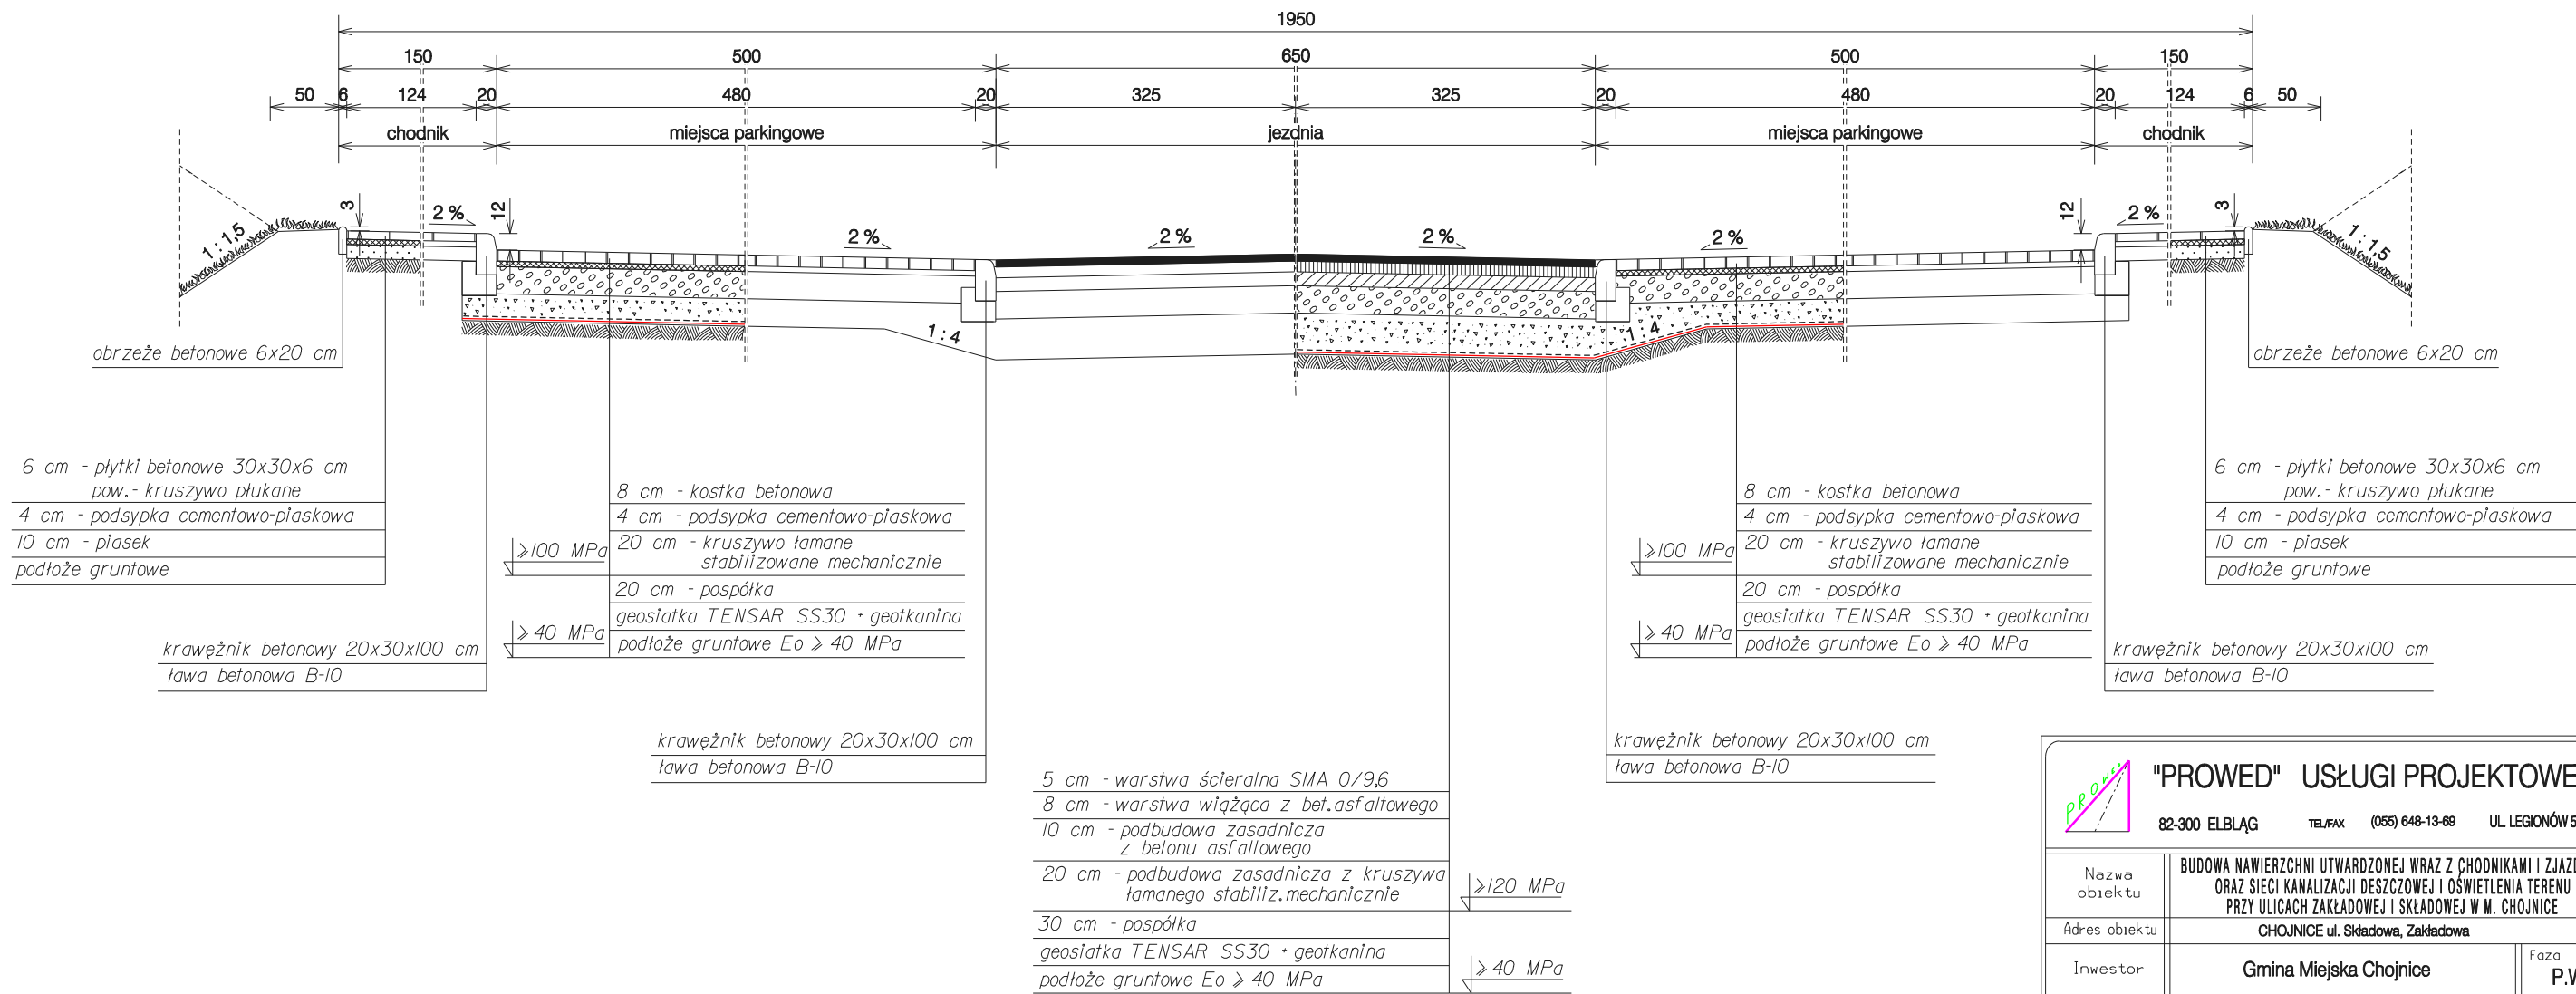 1950
150 500 650 500 150
50 6 124 20 480 20 325 325 20 480 20 124 6 50
chodnik miejsca parkingowe jezdnia miejsca parkingowe chodnik
3 2 % 12 12 2 % 3
1 : 1,5 2 % 2 % 2 % 2 % 1 : 1,5
1 : 4 1 : 4
obrzeże betonowe 6x20 cm
obrzeże betonowe 6x20 cm
6 cm - płytki betonowe 30x30x6 cm
pow.- kruszywo płukane
4 cm - podsypka cementowo-piaskowa
10 cm - piasek
podłoże gruntowe
8 cm - kostka betonowa
4 cm - podsypka cementowo-piaskowa
≥100 MPa
20 cm - kruszywo łamane
stabilizowane mechanicznie
20 cm - pospółka
geosiatka TENSAR SS30 + geotkanina
≥ 40 MPa
podłoże gruntowe Eo ≥ 40 MPa
8 cm - kostka betonowa
4 cm - podsypka cementowo-piaskowa
≥100 MPa
20 cm - kruszywo łamane
stabilizowane mechanicznie
20 cm - pospółka
geosiatka TENSAR SS30 + geotkanina
≥ 40 MPa
podłoże gruntowe Eo ≥ 40 MPa
6 cm - płytki betonowe 30x30x6 cm
pow.- kruszywo płukane
4 cm - podsypka cementowo-piaskowa
10 cm - piasek
podłoże gruntowe
krawężnik betonowy 20x30x100 cm
ława betonowa B-10
krawężnik betonowy 20x30x100 cm
ława betonowa B-10
krawężnik betonowy 20x30x100 cm
ława betonowa B-10
krawężnik betonowy 20x30x100 cm
ława betonowa B-10
5 cm - warstwa ścieralna SMA 0/9,6
8 cm - warstwa wiążąca z bet.asfaltowego
10 cm - podbudowa zasadnicza
z betonu asfaltowego
20 cm - podbudowa zasadnicza z kruszywa
łamanego stabiliz.mechanicznie
≥120 MPa
30 cm - pospółka
geosiatka TENSAR SS30 + geotkanina
≥ 40 MPa
podłoże gruntowe Eo ≥ 40 MPa
"PROWED" USŁUGI PROJEKTOWE
82-300 ELBLĄG TEL/FAX (055) 648-13-69 UL. LEGIONÓW 5
Nazwa
obiektu
BUDOWA NAWIERZCHNI UTWARDZONEJ WRAZ Z CHODNIKAMI I
ORAZ SIECI KANALIZACJI DESZCZOWEJ I OŚWIETLENIA TERENU
PRZY ULICACH ZAKŁADOWEJ I SKŁADOWEJ W M. CHOJNICE
Adres obiektu
CHOJNICE ul. Składowa, Zakładowa
Inwestor
Gmina Miejska Chojnice
Faza